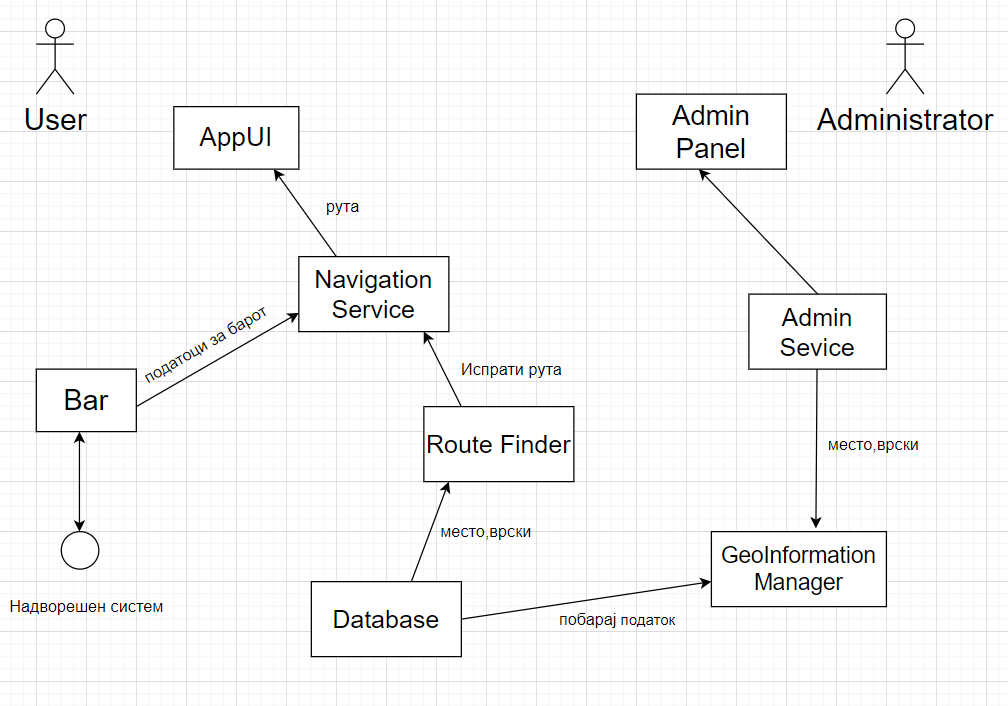 User
Administrator
AppUI
Admin
Panel
рута
Navigation
Service
податоци за барот
Admin
Sevice
Bar
Испрати рута
Route Finder
место,врски
место,врски
GeoInformation
Manager
Надворешен систем
Database
побарај податок